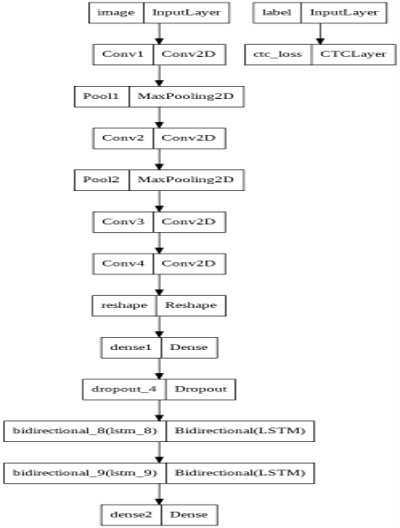 image InputLayer label InputLayer
Conv1 Conv2D ctc_loss CTCLayer
Pool1 MaxPooling2D
Conv2 Conv2D
Pool2 MaxPooling2D
Conv3 Conv2D
Conv4 Conv2D
reshape Reshape
dense1 Dense
dropout_4 Dropout
bidirectional_8(lstm_8) Bidirectional(LSTM)
bidirectional_9(lstm_9) Bidirectional(LSTM)
dense2 Dense